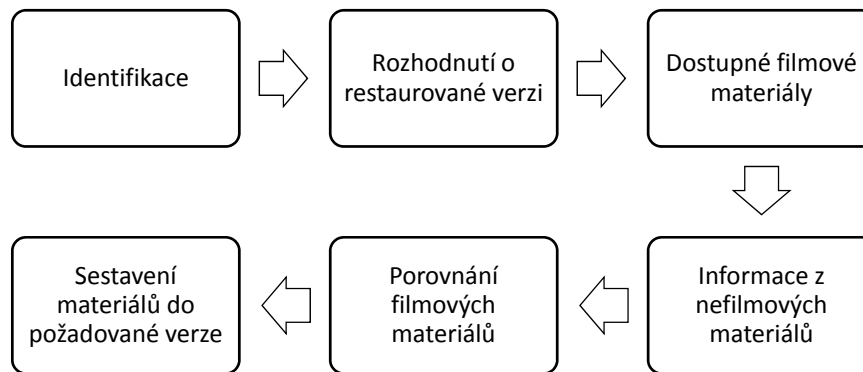 Identifikace
Rozhodnutí o
restaurované verzi
Dostupné filmové
materiály
Informace z
nefilmových
materiálů
Porovnání
filmových
materiálů
Sestavení
materiálů do
požadované verze